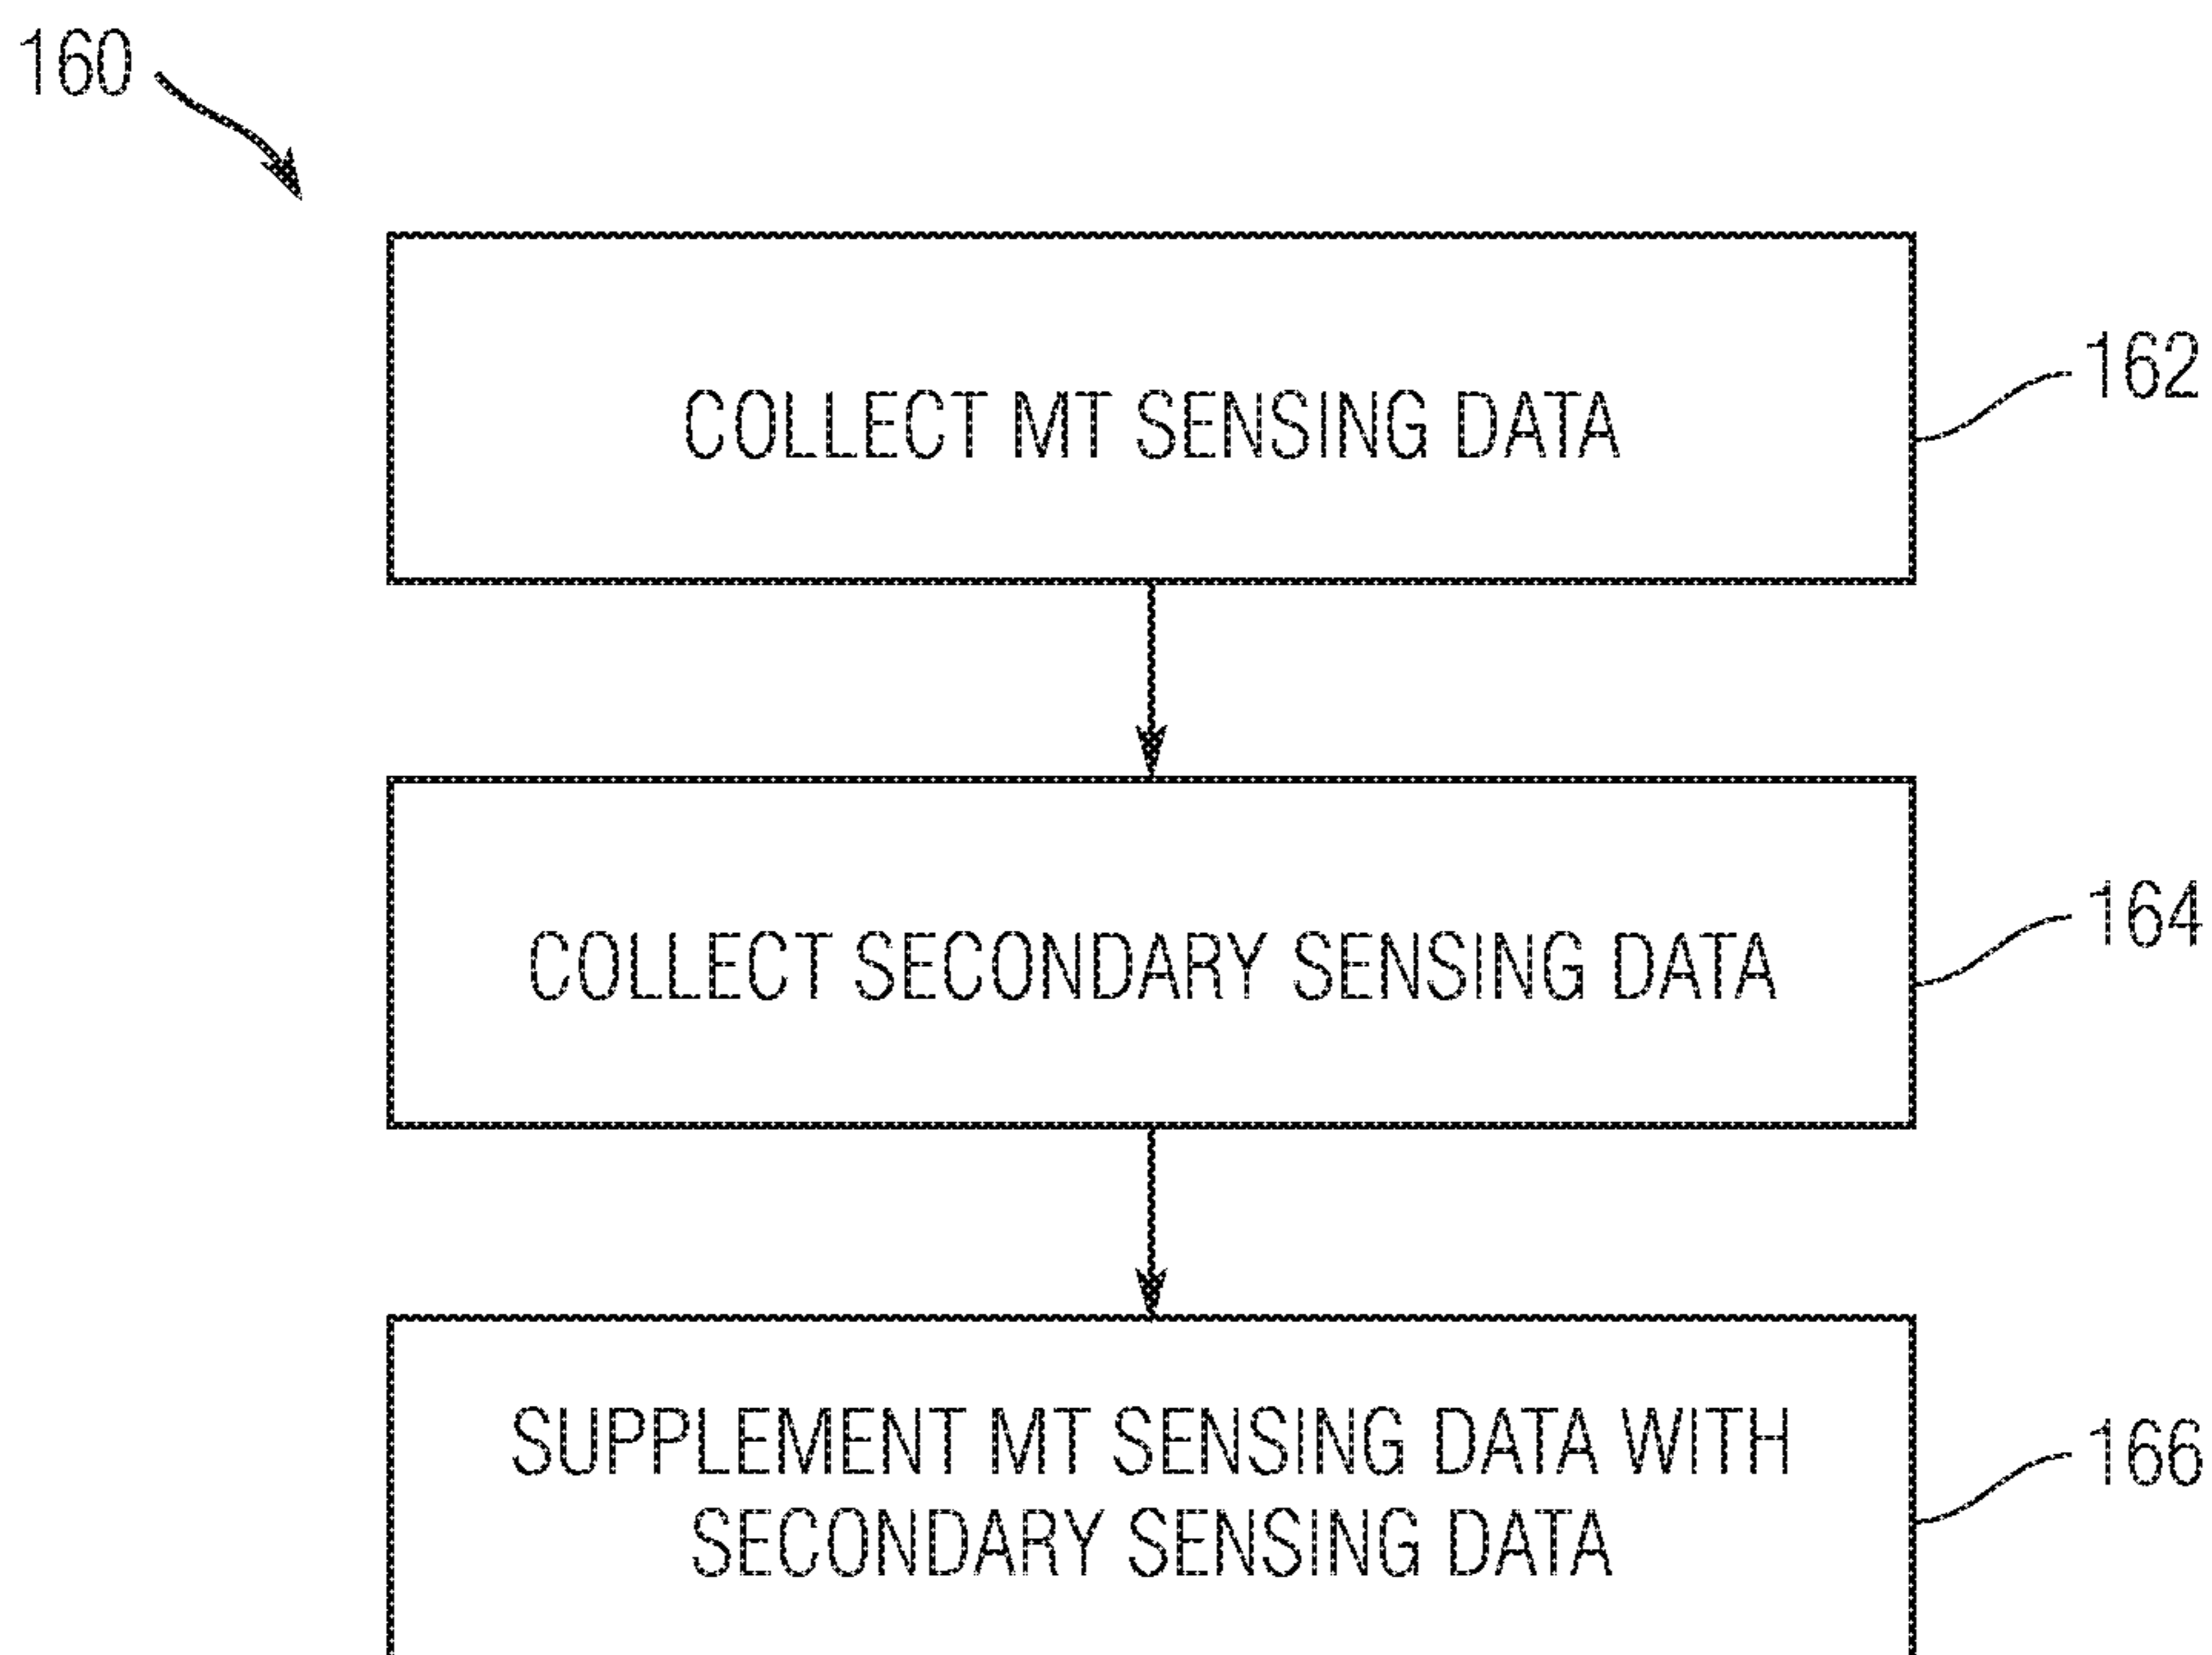 160
COLLECT MT SENSING DATA
162
COLLECT SECONDARY SENSING DATA
164
SUPPLEMENT MT SENSING DATA WITH
SECONDARY SENSING DATA
166